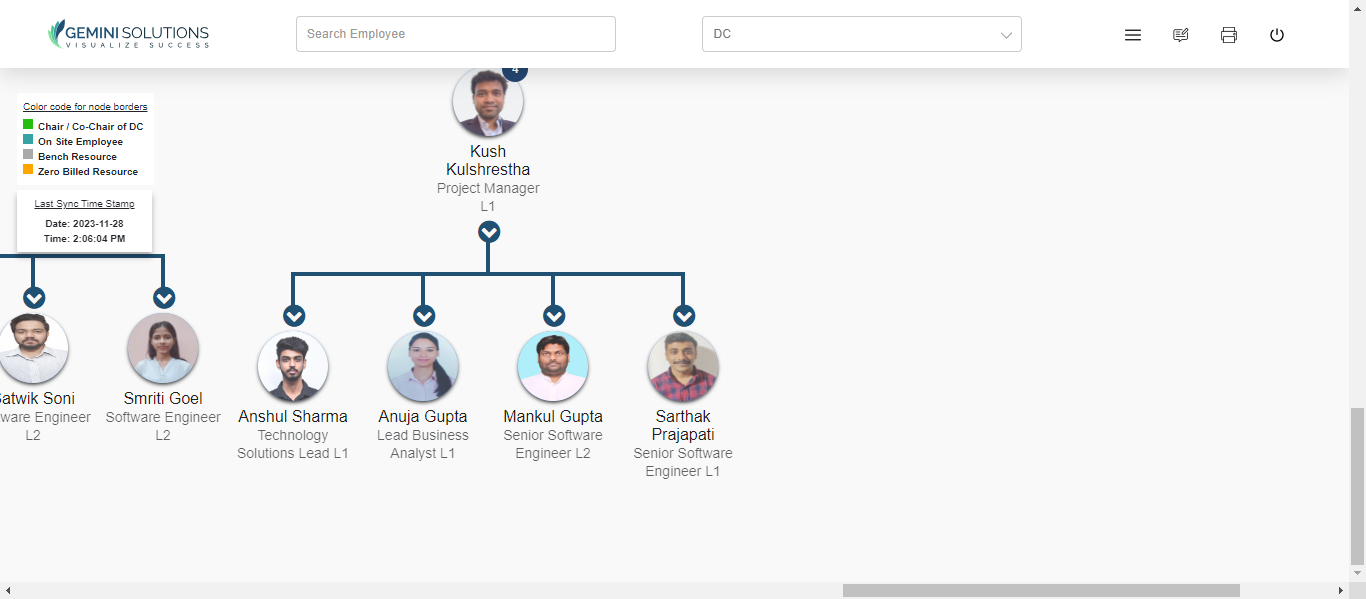 GEMINI SOLUTIONS
VISUALIZE SUCCESS
Search Employee
DC
4
Color code for node borders
Chair / Co-Chair of DC
On Site Employee
Bench Resource
Zero Billed Resource
Last Sync Time Stamp
Date: 2023-11-28
Time: 2:06:04 PM
Kush
Kulshrestha
Project Manager
L1
atwik Soni
ware Engineer
L2
Smriti Goel
Software Engineer
L2
Anshul Sharma
Technology
Solutions Lead L1
Anuja Gupta
Lead Business
Analyst L1
Mankul Gupta
Senior Software
Engineer L2
Sarthak
Prajapati
Senior Software
Engineer L1